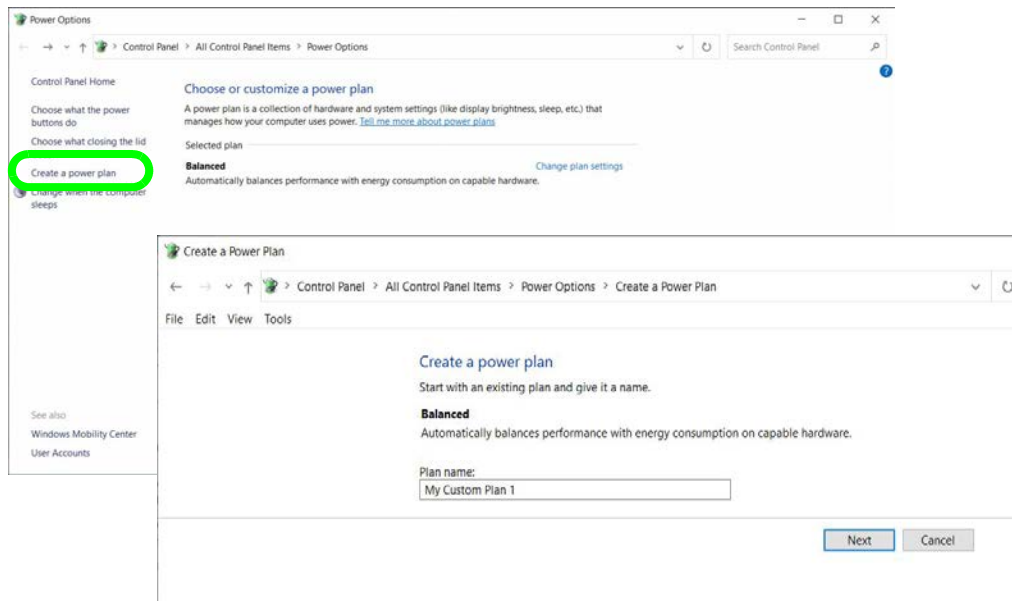 Power Options
Control Panel > All Control Panel Items > Power Options
Search Control Panel
Control Panel Home
Choose what the power
buttons do
Choose what closing the lid
Create a power plan
Change when the computer
sleeps
See also
Windows Mobility Center
User Accounts
Choose or customize a power plan
A power plan is a collection of hardware and system settings (like display brightness, sleep, etc.) that
manages how your computer uses power. Tell me more about power plans
Selected plan
Balanced
Change plan settings
Automatically balances performance with energy consumption on capable hardware.
Create a Power Plan
Control Panel > All Control Panel Items > Power Options > Create a Power Plan
File Edit View Tools
Create a power plan
Start with an existing plan and give it a name.
Balanced
Automatically balances performance with energy consumption on capable hardware.
Plan name:
My Custom Plan 1
Next Cancel